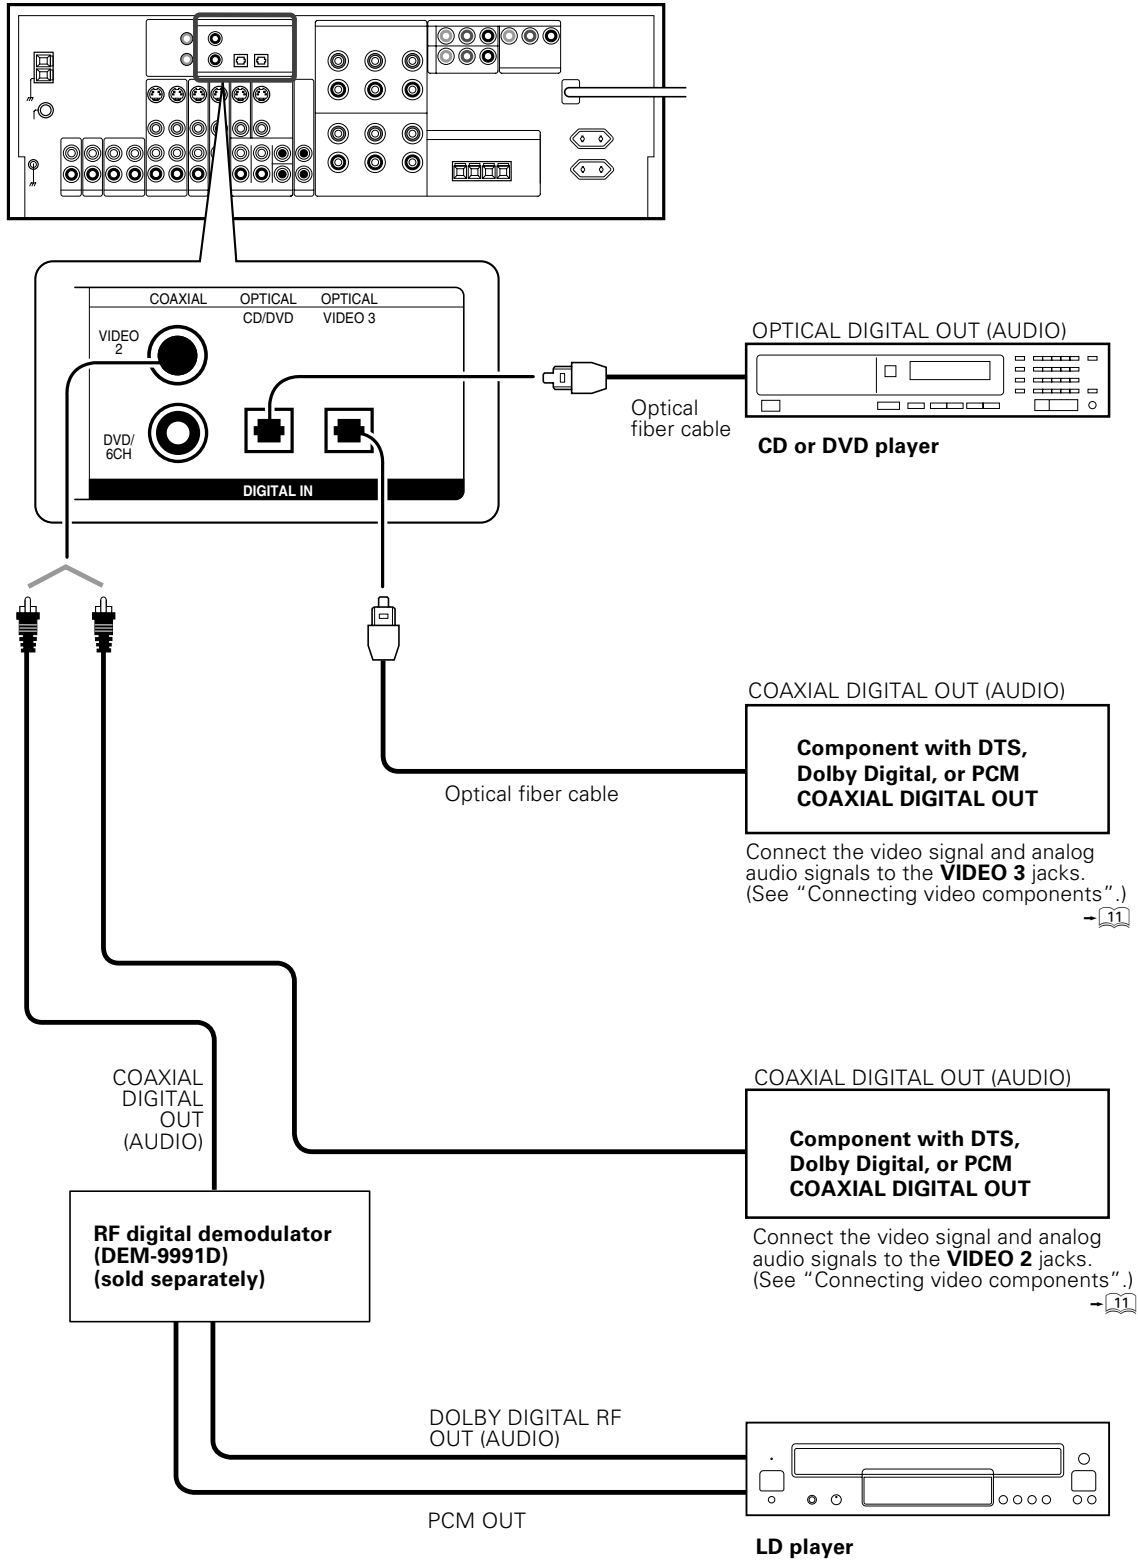 COAXIAL OPTICAL OPTICAL
CD/DVD VIDEO 3
VIDEO
2
DVD/
6CH
DIGITAL IN
OPTICAL DIGITAL OUT (AUDIO)
Optical
fiber cable
CD or DVD player
COAXIAL DIGITAL OUT (AUDIO)
Component with DTS,
Dolby Digital, or PCM
COAXIAL DIGITAL OUT
Optical fiber cable
Connect the video signal and analog
audio signals to the VIDEO 3 jacks.
(See “Connecting video components”.)
11
COAXIAL
DIGITAL
OUT
(AUDIO)
COAXIAL DIGITAL OUT (AUDIO)
Component with DTS,
Dolby Digital, or PCM
COAXIAL DIGITAL OUT
RF digital demodulator
(DEM-9991D)
(sold separately)
Connect the video signal and analog
audio signals to the VIDEO 2 jacks.
(See “Connecting video components”.)
11
DOLBY DIGITAL RF
OUT (AUDIO)
PCM OUT
LD player